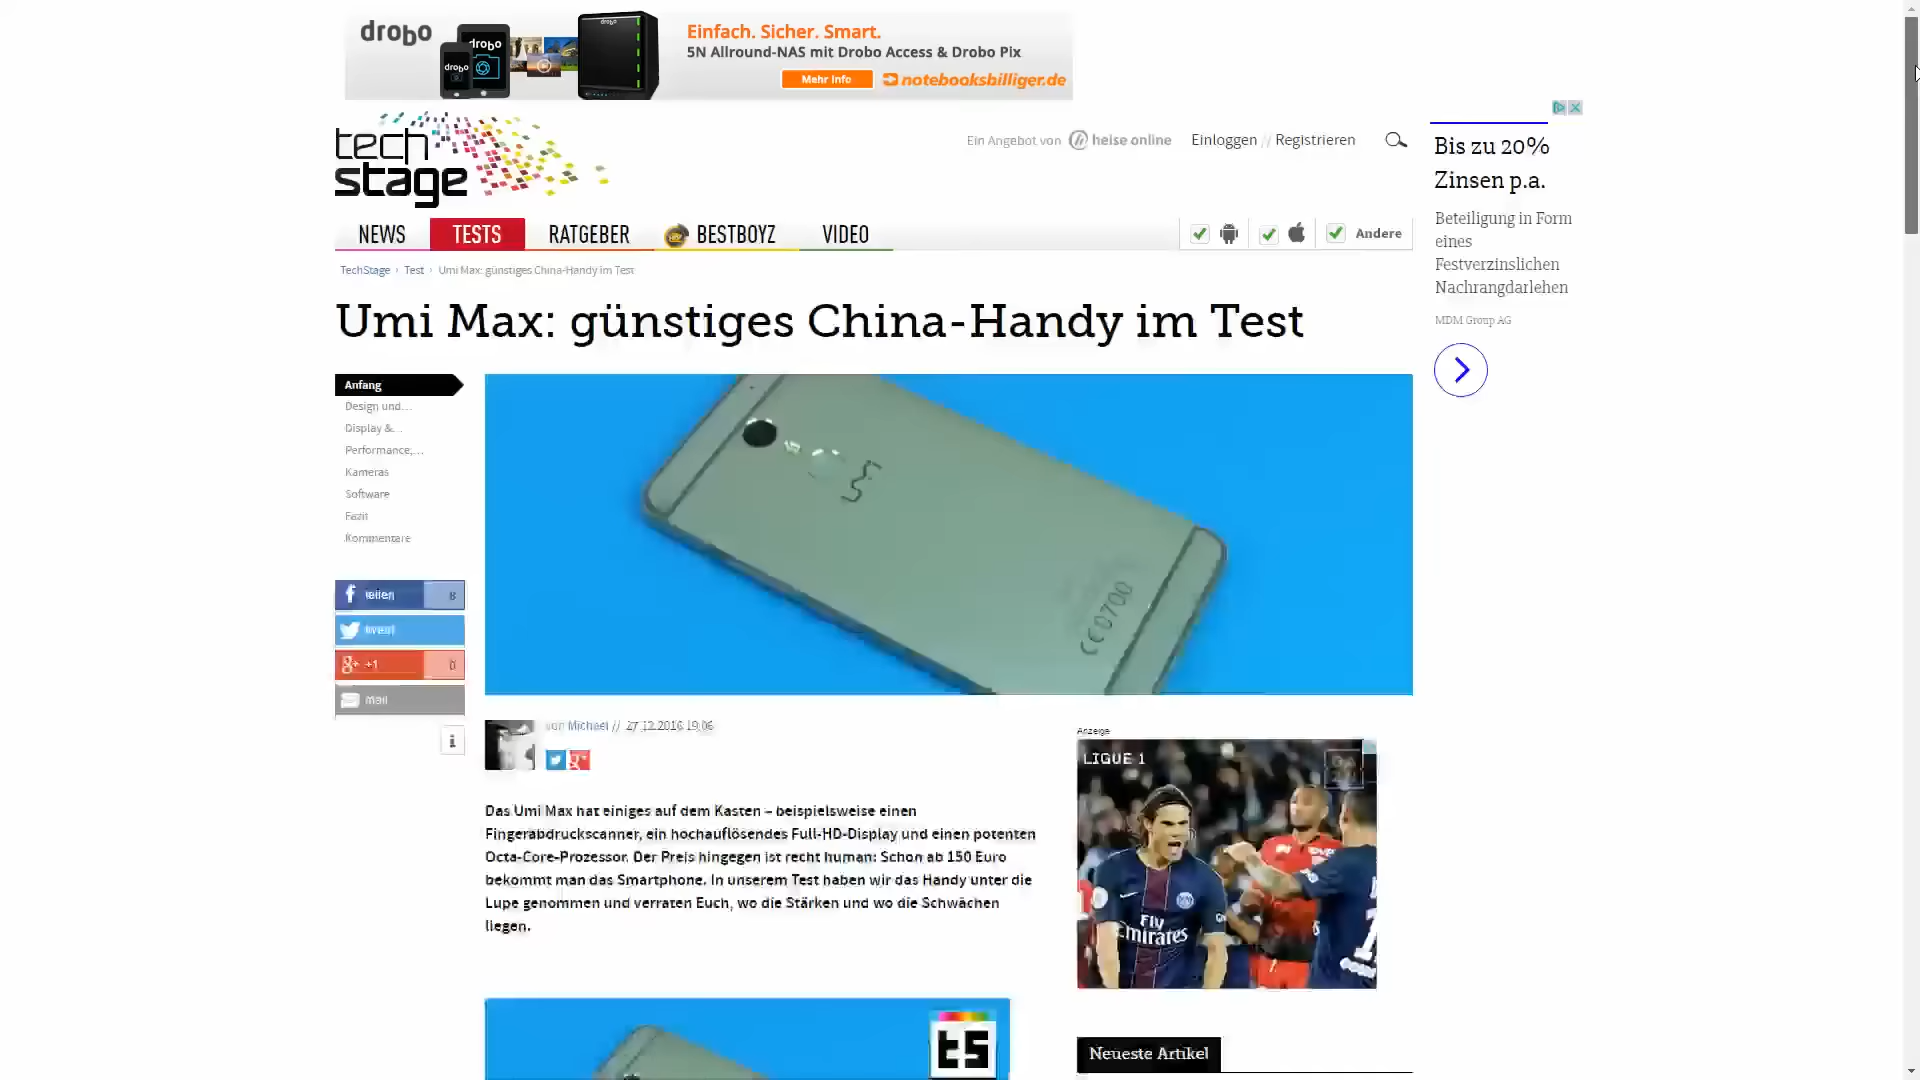 drobo
Einfach. Sicher. Smart.
5N Allround-NAS mit Drobo Access & Drobo Pix
Mehr Info
notebooksbilliger.de
tech
stage
Ein Angebot von heise online
Einloggen // Registrieren
NEWS
TESTS
RATGEBER
BESTBOYZ
VIDEO
Andere
TechStage › Test › Umi Max: günstiges China-Handy im Test
Umi Max: günstiges China-Handy im Test
Bis zu 20%
Zinsen p.a.
Beteiligung in Form
eines
Festverzinslichen
Nachrangdarlehen
MDM Group AG
Anfang
Design und...
Display &...
Performance,...
Kameras
Software
Fazit
Kommentare
teilen 8
tweet
+1 0
mail
i
UMI
CE0700
von Michael // 27.12.2016 19:06
Das Umi Max hat einiges auf dem Kasten – beispielsweise einen
Fingerabdruckscanner, ein hochauflösendes Full-HD-Display und einen potenten
Octa-Core-Prozessor. Der Preis hingegen ist recht human: Schon ab 150 Euro
bekommt man das Smartphone. In unserem Test haben wir das Handy unter die
Lupe genommen und verraten Euch, wo die Stärken und wo die Schwächen
liegen.
Anzeige
LIGUE 1
Fly
Emirates
ts
Neueste Artikel